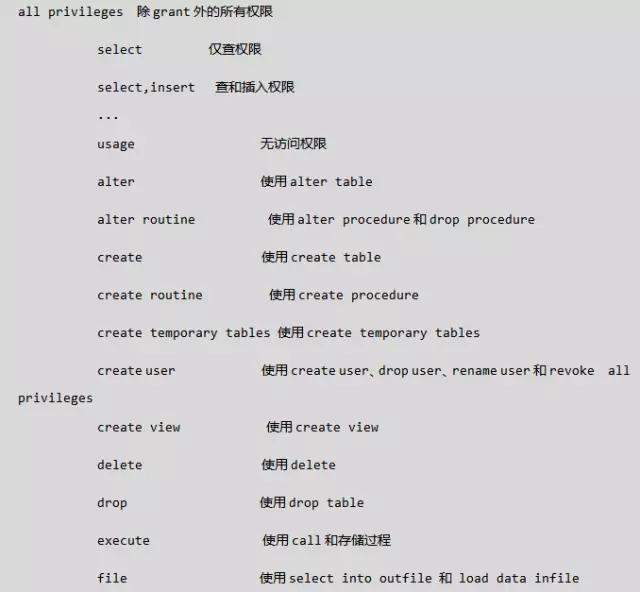 all privileges 除grant外的所有权限
select 仅查权限
select,insert 查和插入权限
...
usage 无访问权限
alter 使用alter table
alter routine 使用alter procedure和drop procedure
create 使用create table
create routine 使用create procedure
create temporary tables 使用create temporary tables
create user 使用create user、drop user、rename user和revoke all
privileges
create view 使用create view
delete 使用delete
drop 使用drop table
execute 使用call和存储过程
file 使用select into outfile 和 load data infile